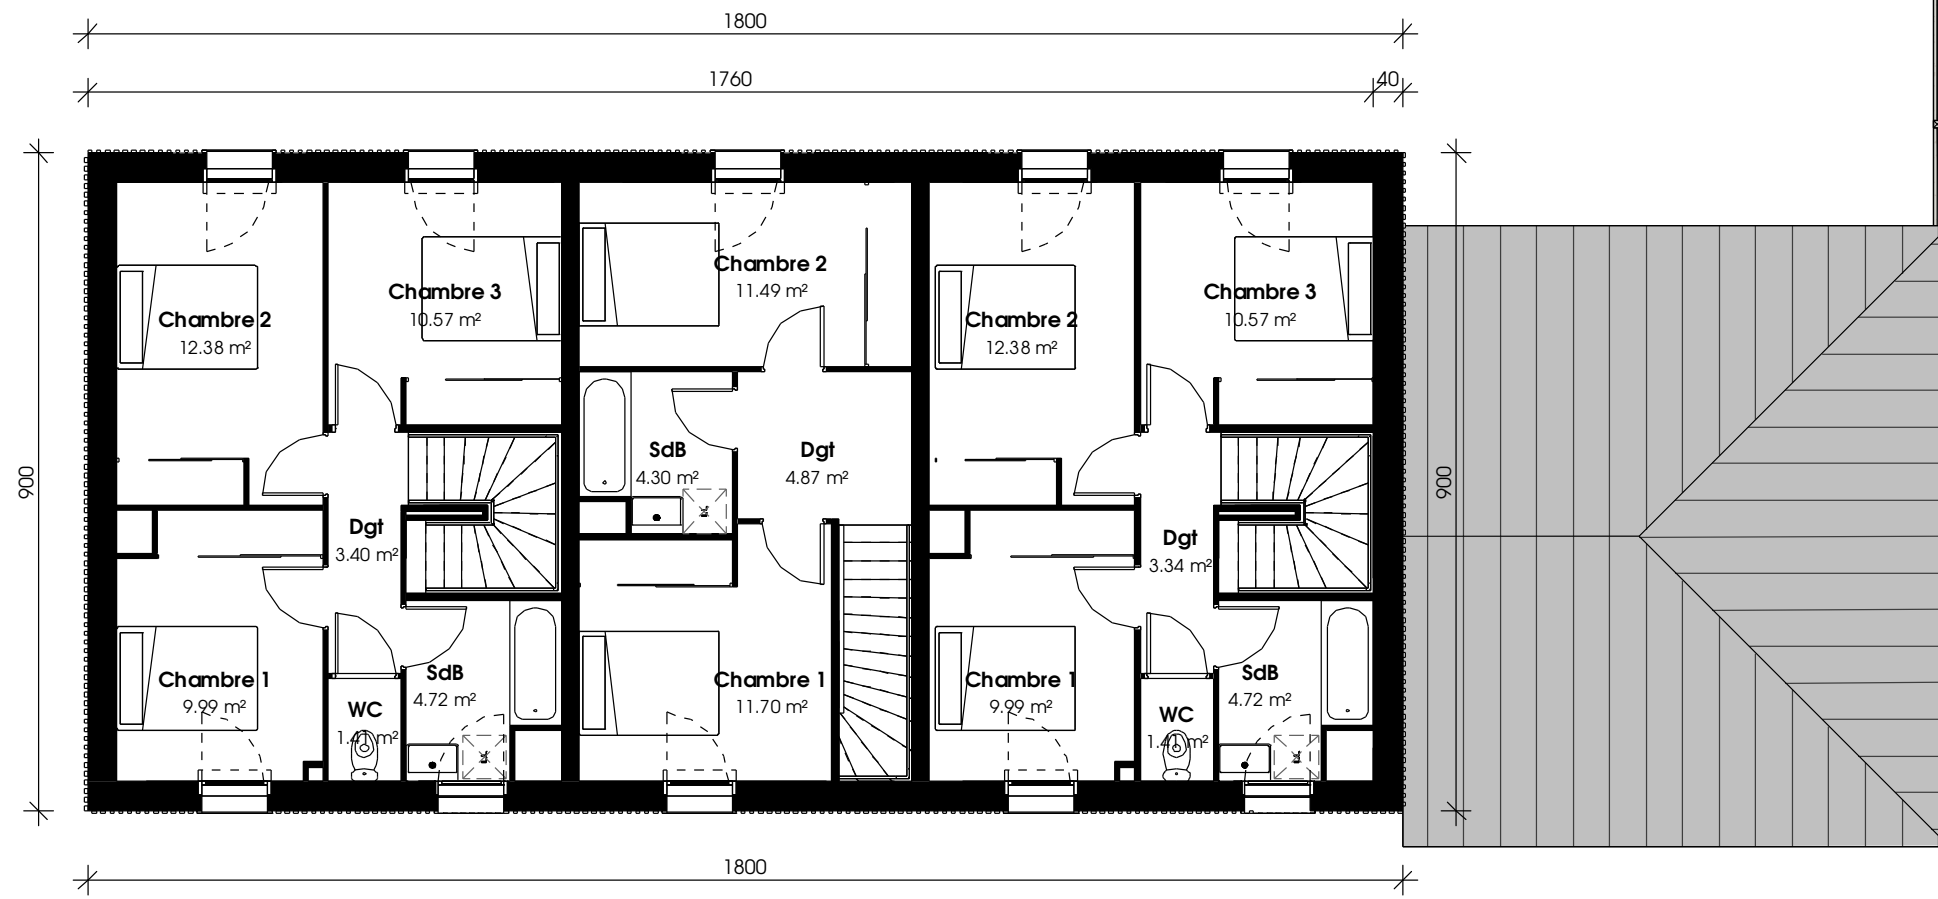 1800
1760
40
900
900
Chambre 2
12.38 m²
Chambre 3
10.57 m²
Chambre 2
11.49 m²
Chambre 2
12.38 m²
Chambre 3
10.57 m²
SdB
4.30 m²
Dgt
4.87 m²
Dgt
3.40 m²
Dgt
3.34 m²
Chambre 1
9.99 m²
WC
1.41 m²
SdB
4.72 m²
Chambre 1
11.70 m²
Chambre 1
9.99 m²
WC
1.41 m²
SdB
4.72 m²
1800